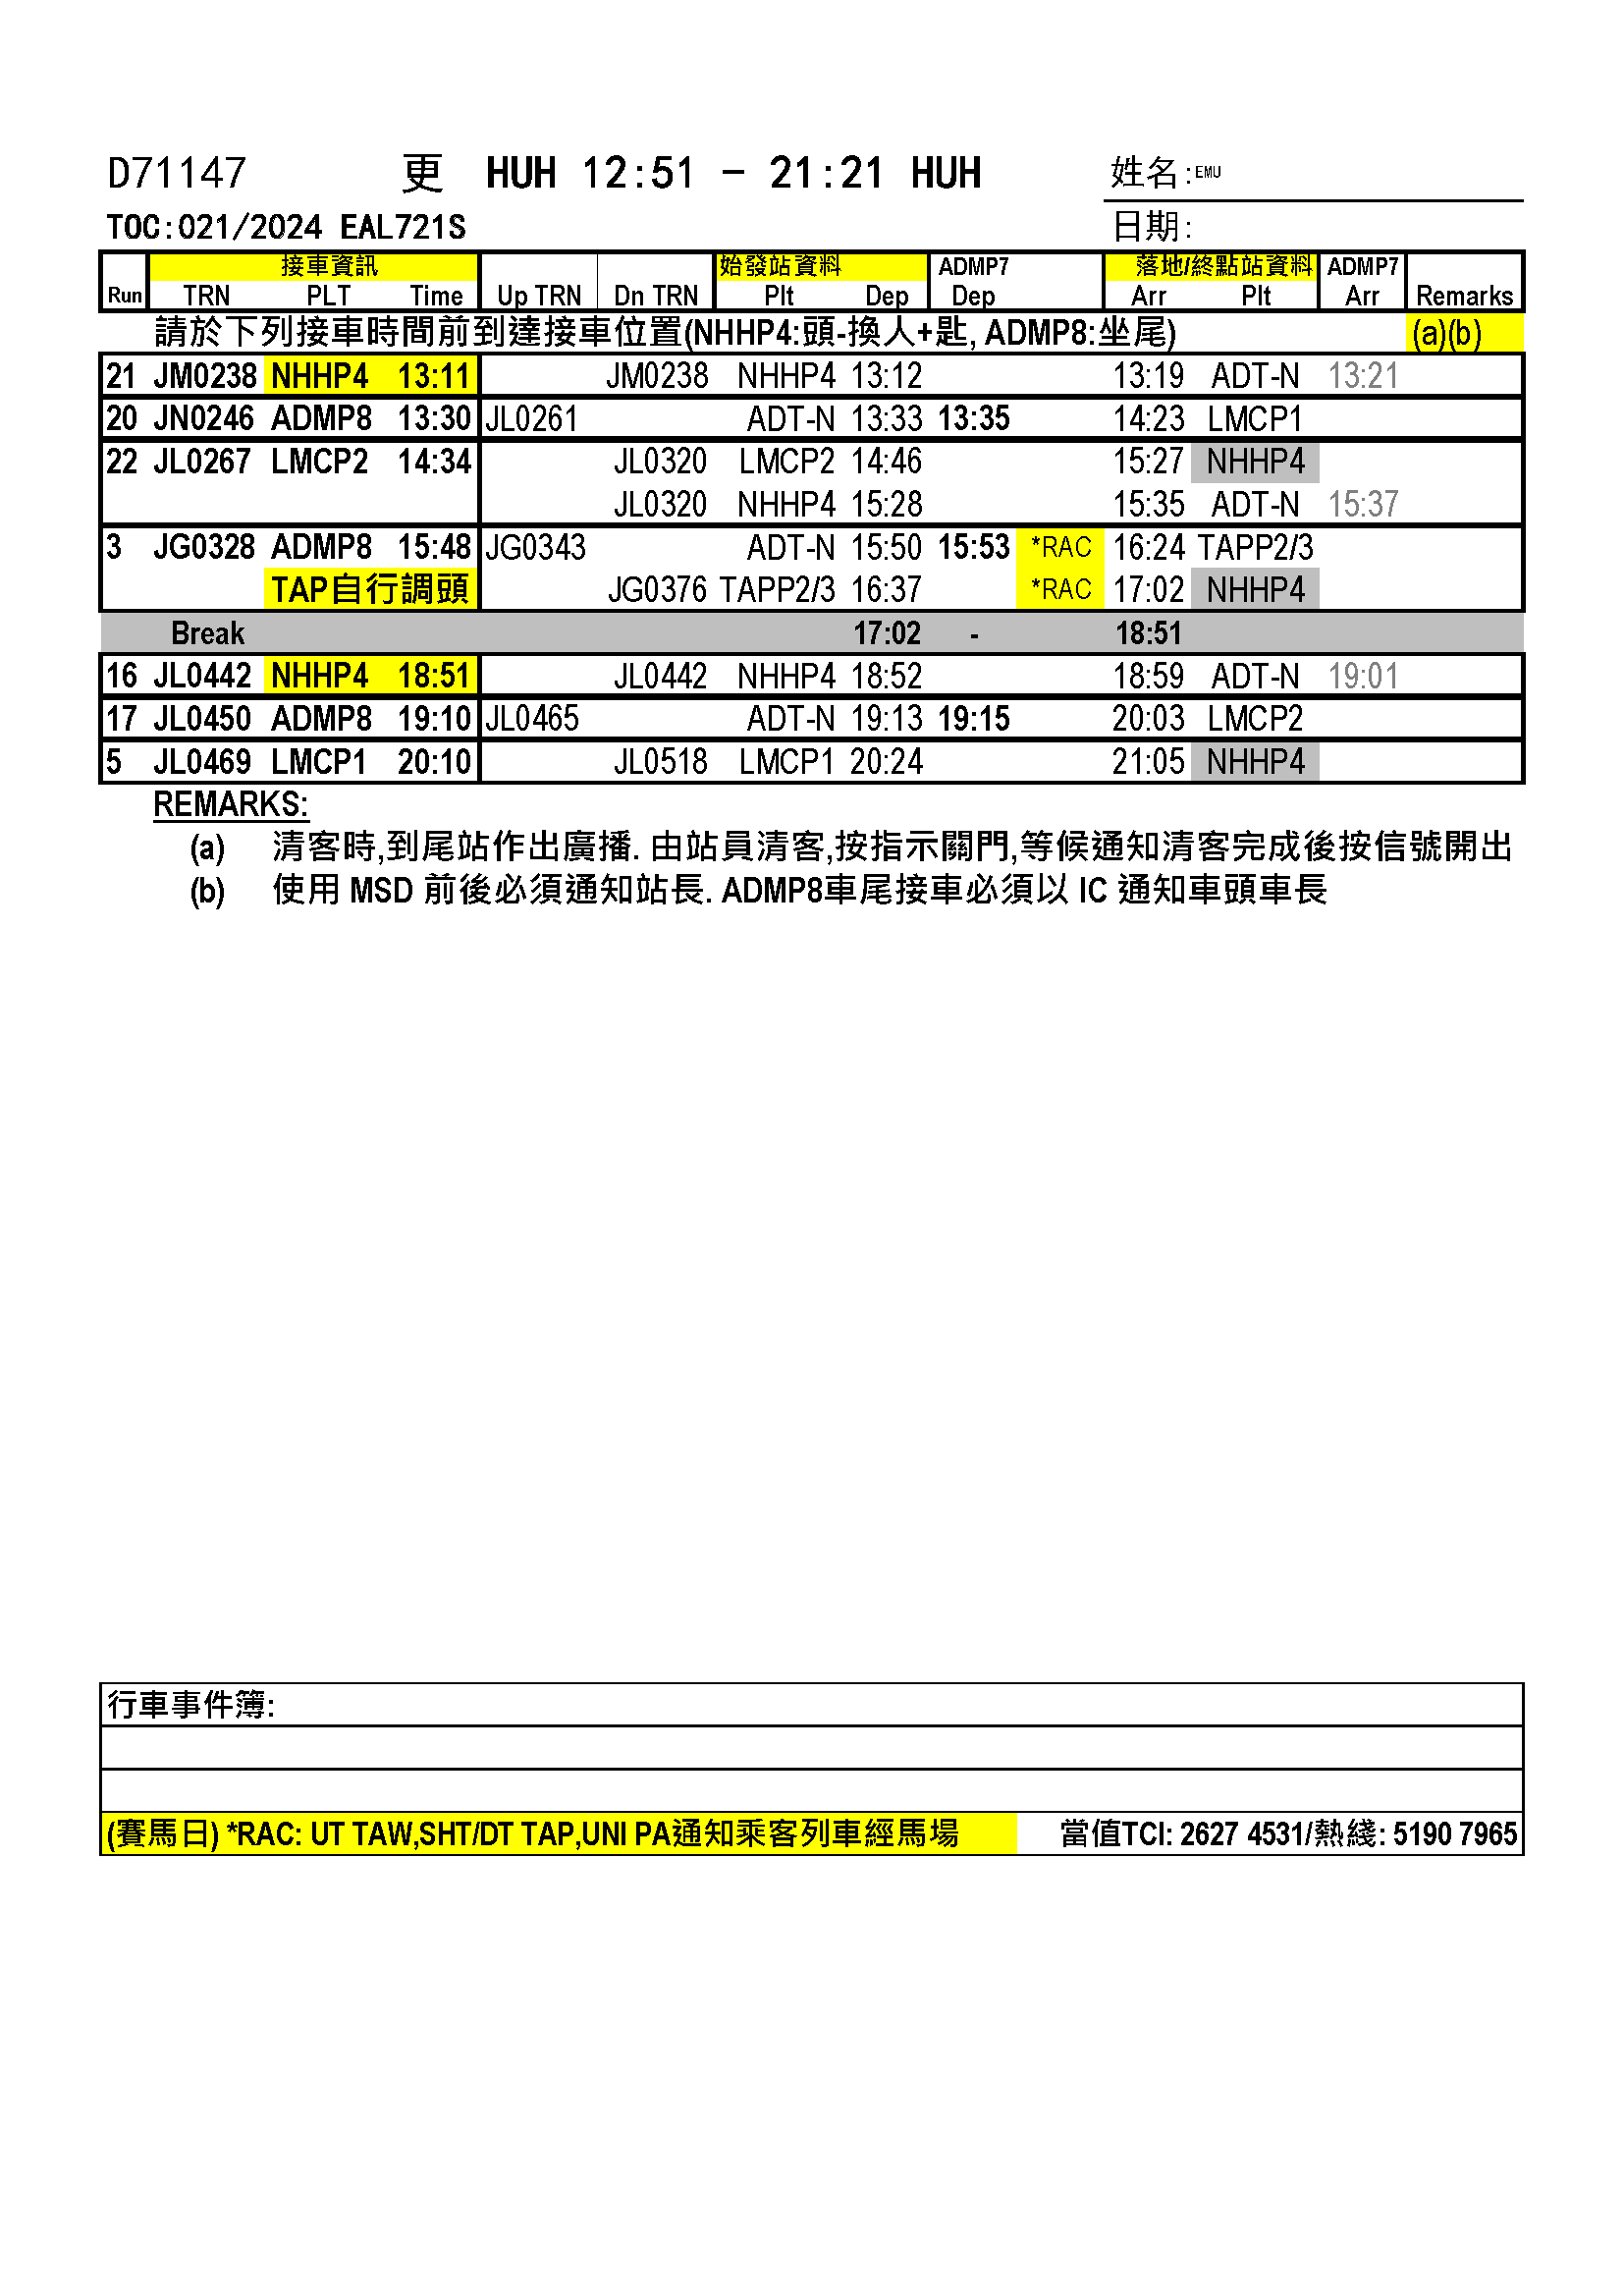 D71147 更 HUH 12:51 - 21:21 HUH 姓名:EMU
TOC:021/2024 EAL721S 日期:
接車資訊 始發站資料 ADMP7 落地/終點站資料 ADMP7
Run TRN PLT Time Up TRN Dn TRN Plt Dep Dep Arr Plt Arr Remarks
請於下列接車時間前到達接車位置(NHHP4:頭-換人+匙, ADMP8:坐尾) (a)(b)
21 JM0238 NHHP4 13:11 JM0238 NHHP4 13:12 13:19 ADT-N 13:21
20 JN0246 ADMP8 13:30 JL0261 ADT-N 13:33 13:35 14:23 LMCP1
22 JL0267 LMCP2 14:34 JL0320 LMCP2 14:46 15:27 NHHP4
JL0320 NHHP4 15:28 15:35 ADT-N 15:37
3 JG0328 ADMP8 15:48 JG0343 ADT-N 15:50 15:53 *RAC 16:24 TAPP2/3
TAP自行調頭 JG0376 TAPP2/3 16:37 *RAC 17:02 NHHP4
Break 17:02 - 18:51
16 JL0442 NHHP4 18:51 JL0442 NHHP4 18:52 18:59 ADT-N 19:01
17 JL0450 ADMP8 19:10 JL0465 ADT-N 19:13 19:15 20:03 LMCP2
5 JL0469 LMCP1 20:10 JL0518 LMCP1 20:24 21:05 NHHP4
REMARKS:
(a) 清客時,到尾站作出廣播. 由站員清客,按指示關門,等候通知清客完成後按信號開出
(b) 使用 MSD 前後必須通知站長. ADMP8車尾接車必須以 IC 通知車頭車長
行車事件簿:
(賽馬日) *RAC: UT TAW,SHT/DT TAP,UNI PA通知乘客列車經馬場 當值TCI: 2627 4531/熱綫: 5190 7965